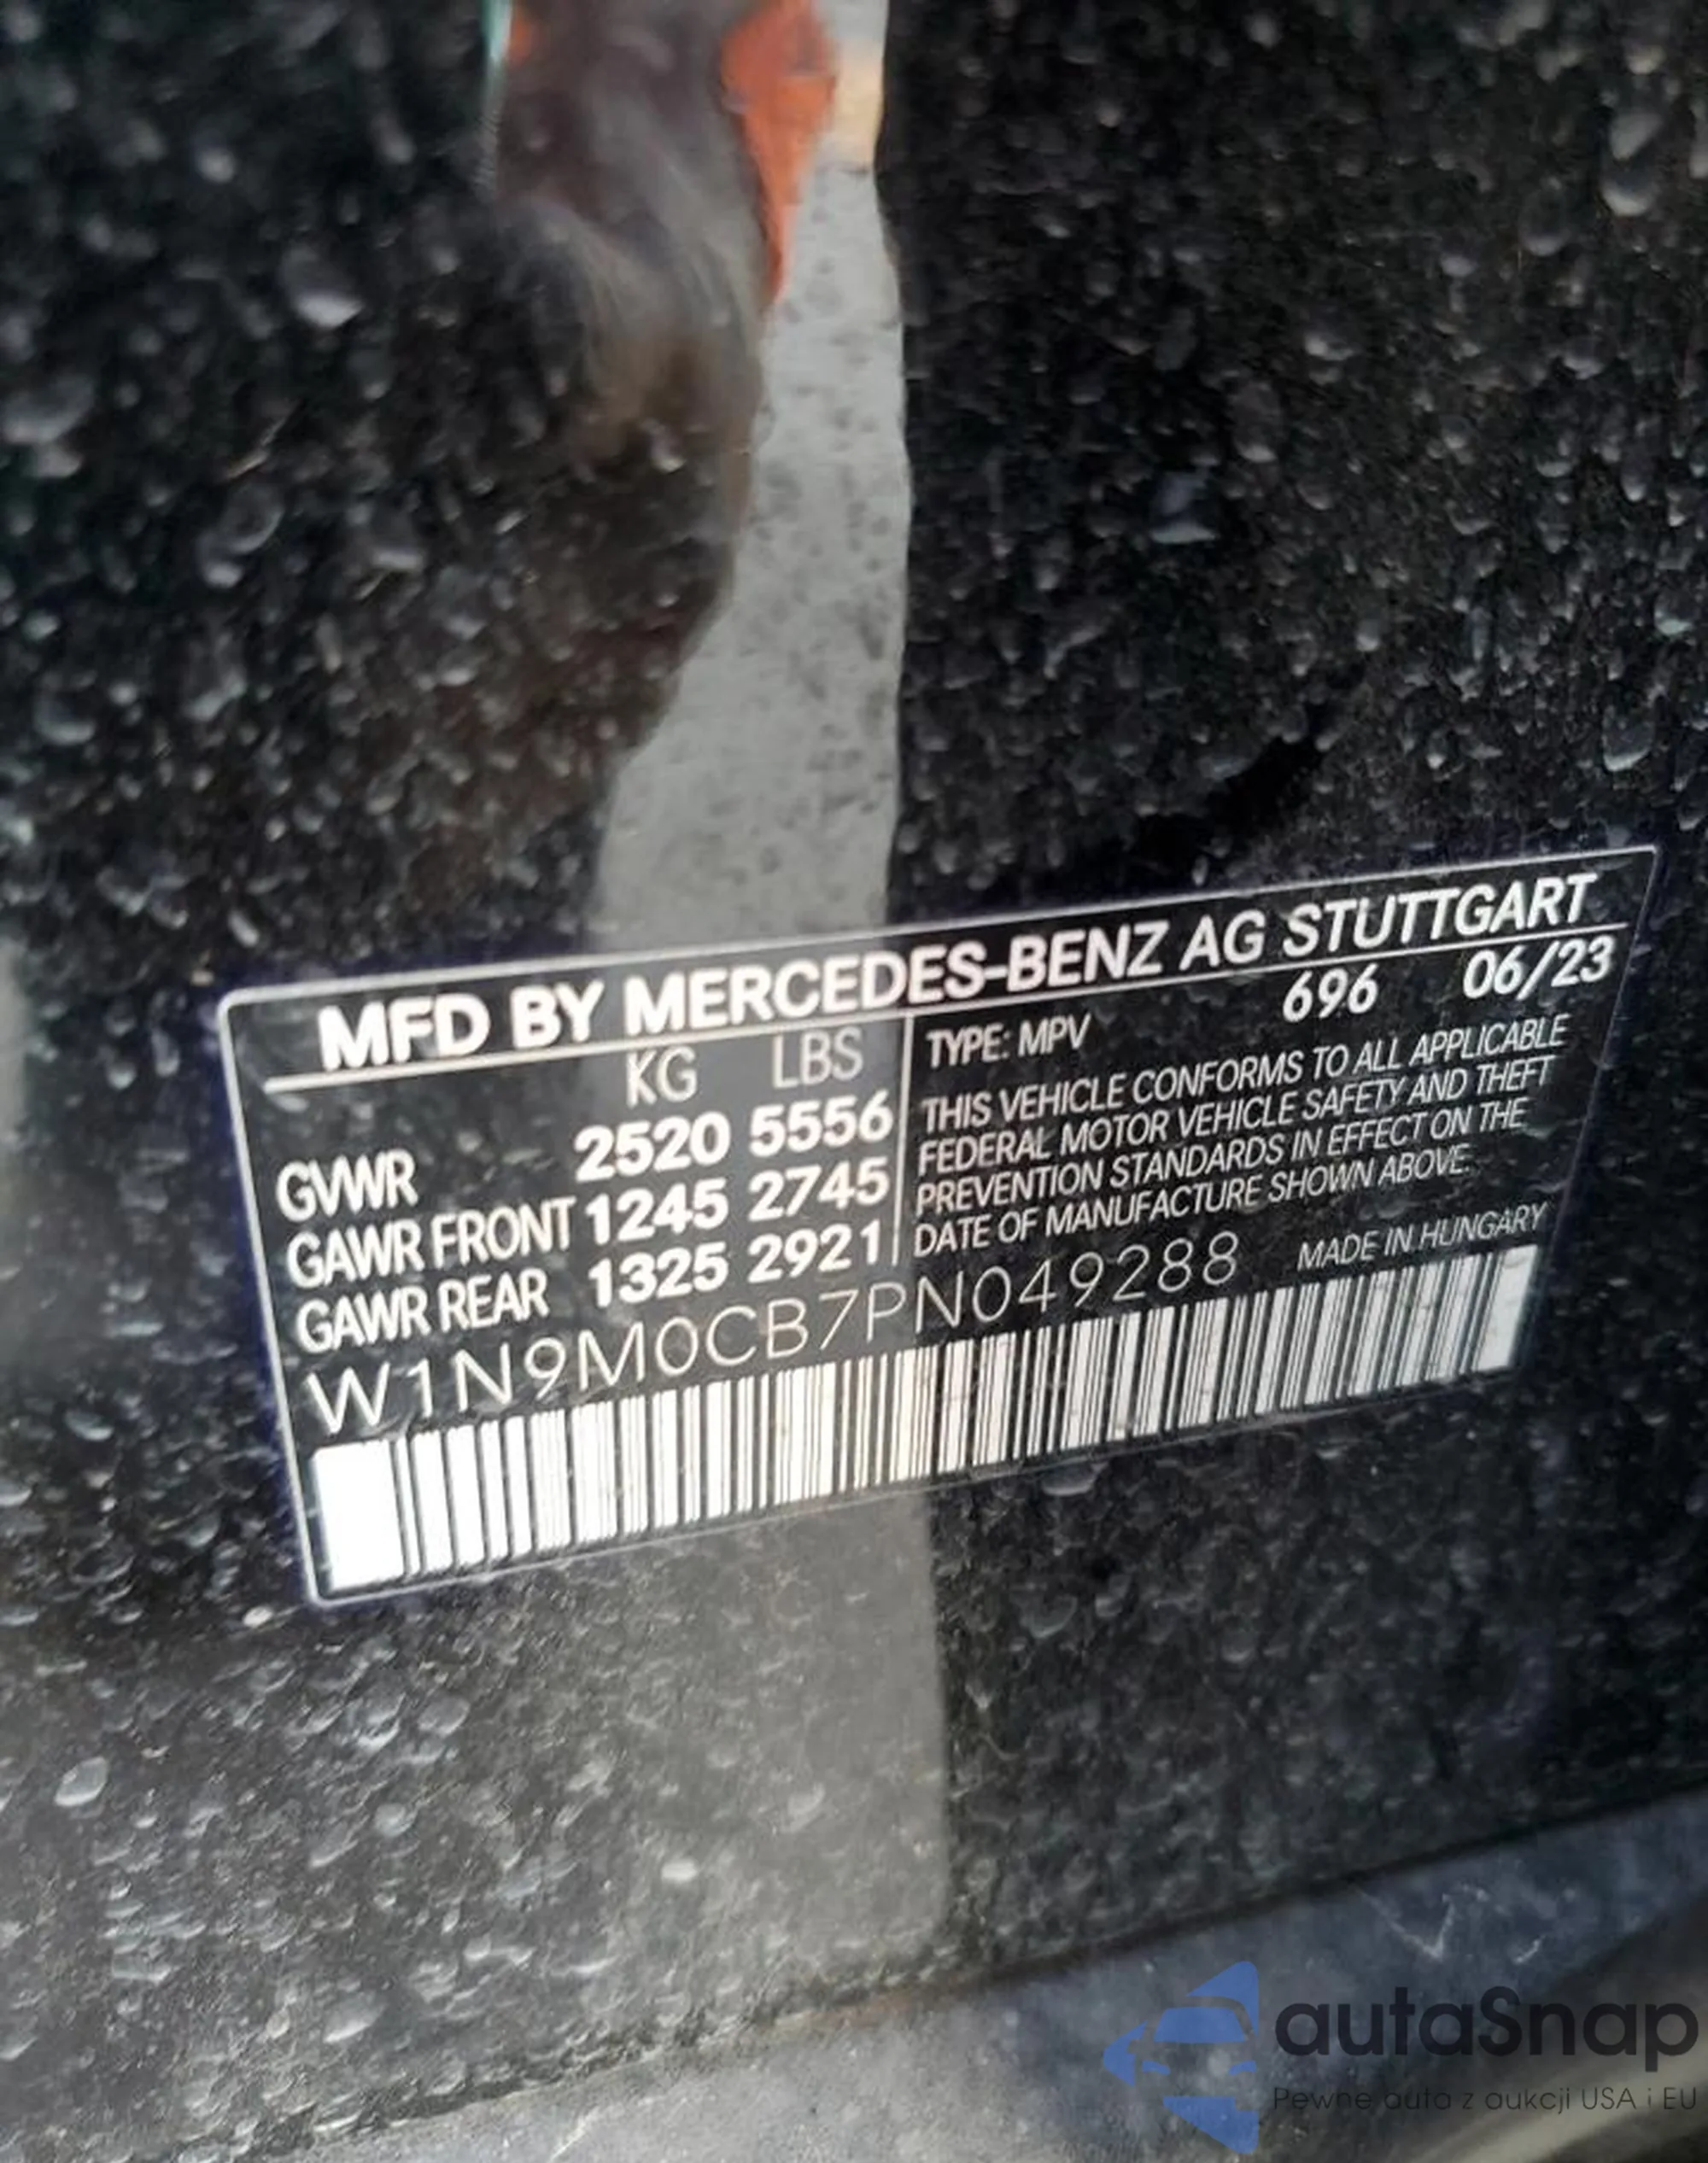 MFD BY MERCEDES-BENZ AG STUTTGART
KG LBS
GVWR 2520 5556
GAWR FRONT 1245 2745
GAWR REAR 1325 2921
TYPE: MPV 696 06/23
THIS VEHICLE CONFORMS TO ALL APPLICABLE
FEDERAL MOTOR VEHICLE SAFETY AND THEFT
PREVENTION STANDARDS IN EFFECT ON THE
DATE OF MANUFACTURE SHOWN ABOVE.
W1N9M0CB7PN049288 MADE IN HUNGARY
autaSnap
Pewne auta z aukcji USA i EU